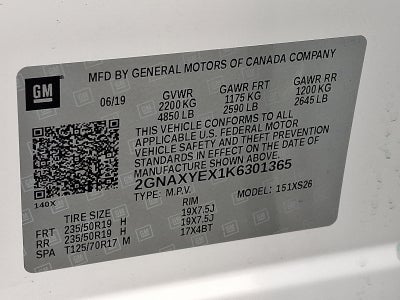 MFD BY GENERAL MOTORS OF CANADA COMPANY
GM
06/19 GVWR GAWR FRT GAWR RR
2200 KG 1175 KG 1200 KG
4850 LB 2590 LB 2645 LB
THIS VEHICLE CONFORMS TO ALL
APPLICABLE U.S. FEDERAL MOTOR
VEHICLE SAFETY AND THEFT PREVENTION
STANDARDS IN EFFECT ON THE DATE OF
MANUFACTURE SHOWN ABOVE.
2GNAXYEX1K6301365
140X
TYPE: M.P.V. MODEL: 151XS26
TIRE SIZE RIM
FRT 235/50R19 H 19X7.5J
RR 235/50R19 H 19X7.5J
SPA T125/70R17 M 17X4BT